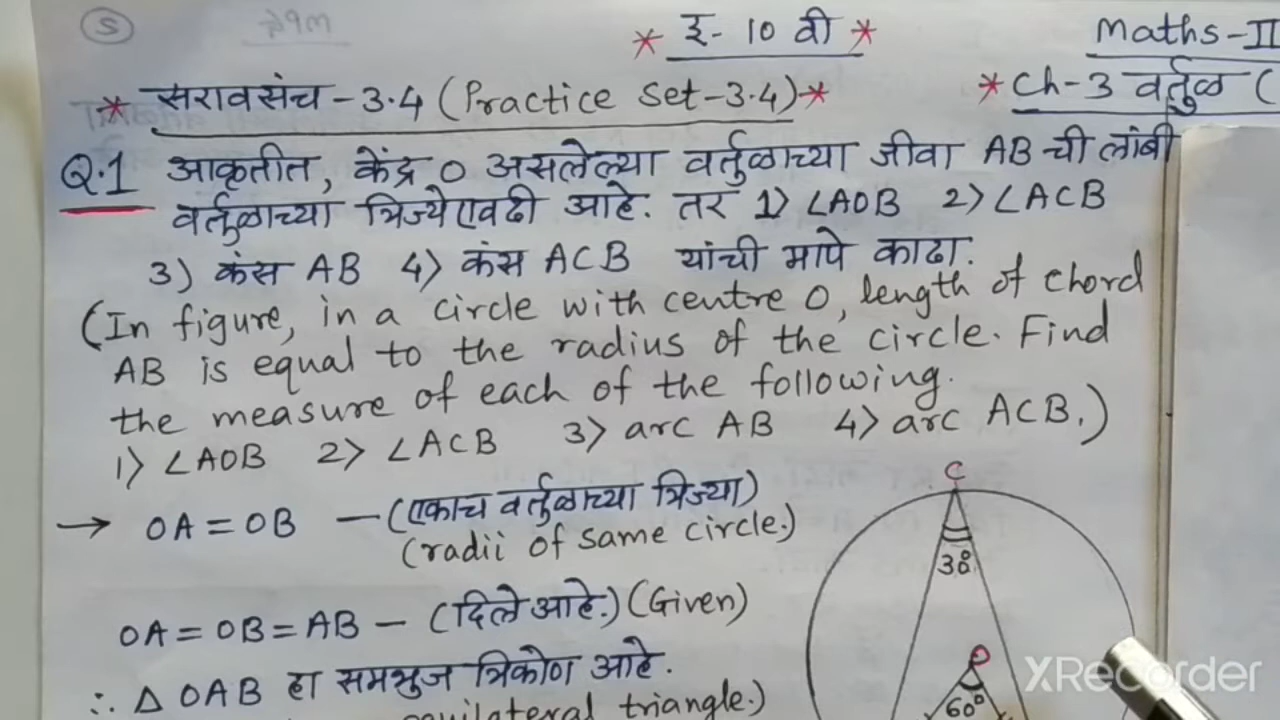 * इ- 10 वी *
Maths-II
* सरावसंच - 3.4 (Practice Set-3.4) *
* Ch-3 वर्तुळ (
Q.1 आकृतीत, केंद्र O असलेल्या वर्तुळाच्या जीवा AB ची लांबी
वर्तुळाच्या त्रिज्येएवढी आहे. तर 1) ∠AOB 2) ∠ACB
3) कंस AB 4) कंस ACB यांची मापे काढा.
(In figure, in a circle with centre O, length of chord
AB is equal to the radius of the circle. Find
the measure of each of the following.
1) ∠AOB 2) ∠ACB 3) arc AB 4) arc ACB.)
→ OA = OB — (एकाच वर्तुळाच्या त्रिज्या)
(radii of same circle.)
OA = OB = AB — (दिले आहे.) (Given)
∴ △ OAB हा समभुज त्रिकोण आहे.
equilateral triangle.)
C
30°
O
60°
XRecorder